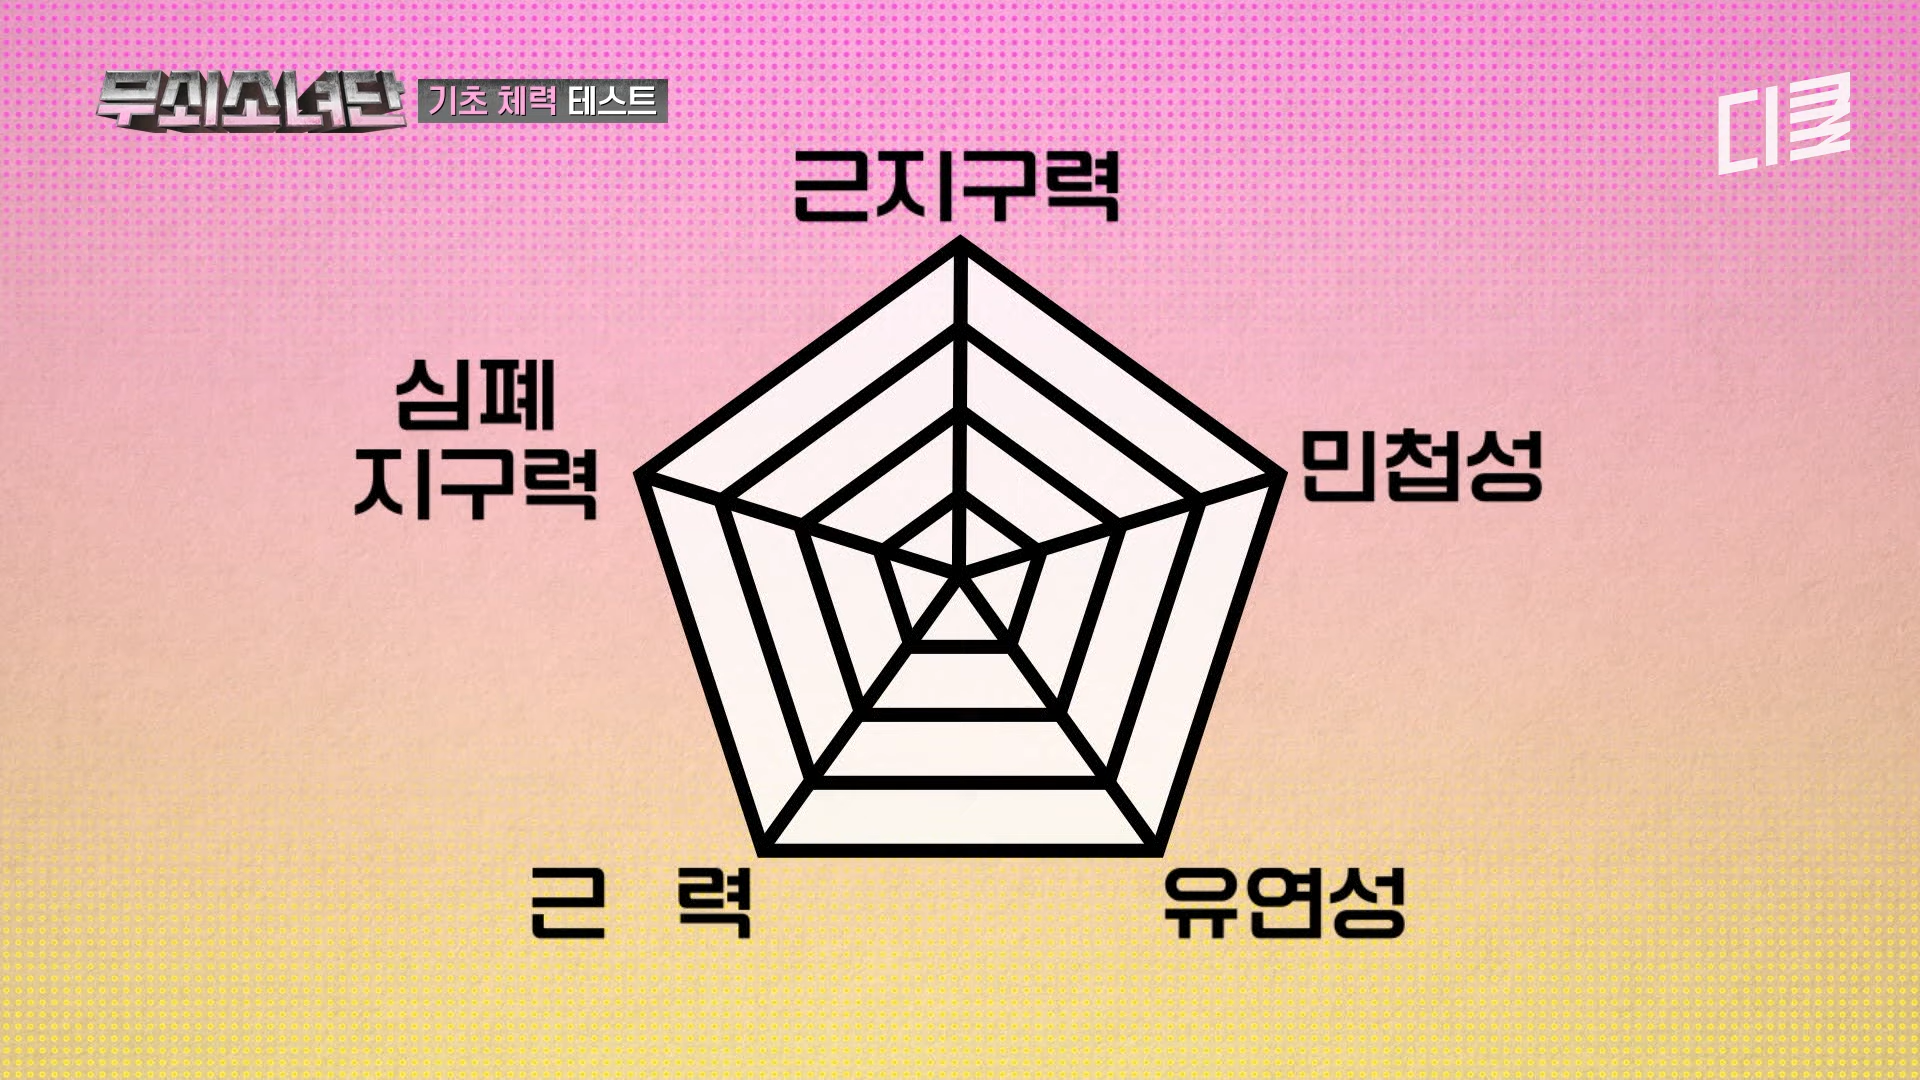 무쇠소녀단 기초 체력 테스트
디글
근지구력
심폐
지구력
민첩성
근 력
유연성